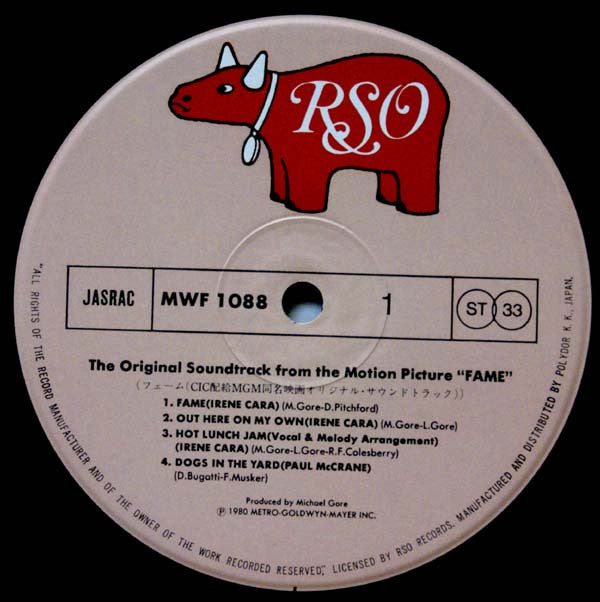 RSO
JASRAC
MWF 1088
1
ST 33
The Original Soundtrack from the Motion Picture "FAME"
(フェーム(CIC配給MGM同名映画オリジナル・サウンドトラック))
1. FAME(IRENE CARA) (M.Gore-D.Pitchford)
2. OUT HERE ON MY OWN(IRENE CARA) (M.Gore-L.Gore)
3. HOT LUNCH JAM(Vocal & Melody Arrangement)
(IRENE CARA) (M.Gore-L.Gore-R.F.Colesberry)
4. DOGS IN THE YARD(PAUL McCRANE)
(D.Bugatti-F.Musker)
Produced by Michael Gore
Ⓟ 1980 METRO-GOLDWYN-MAYER INC.
"ALL RIGHTS OF THE RECORD MANUFACTURER AND OF THE OWNER OF THE WORK RECORDED RESERVED," LICENSED BY RSO RECORDS, MANUFACTURED AND DISTRIBUTED BY POLYDOR K. K., JAPAN.